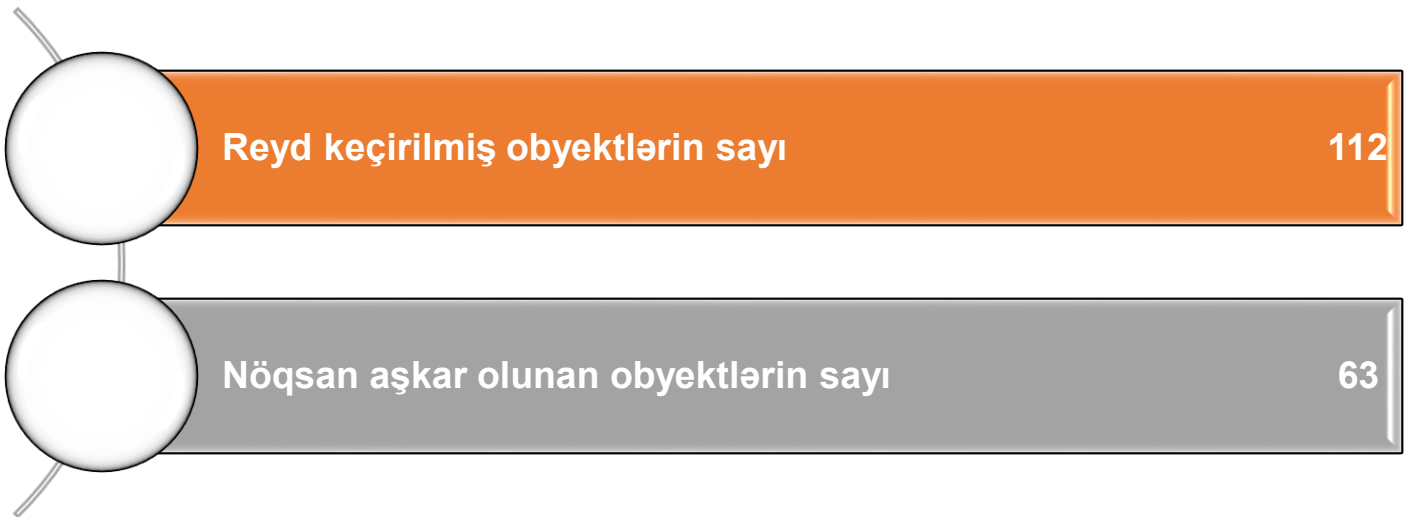 Reyd keçirilmiş obyektlərin sayı 112
Nöqsan aşkar olunan obyektlərin sayı 63